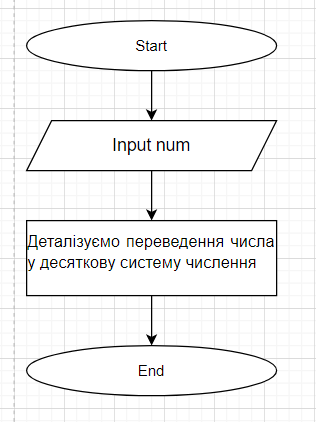 Start
Input num
Деталізуємо переведення числа
у десяткову систему числення
End